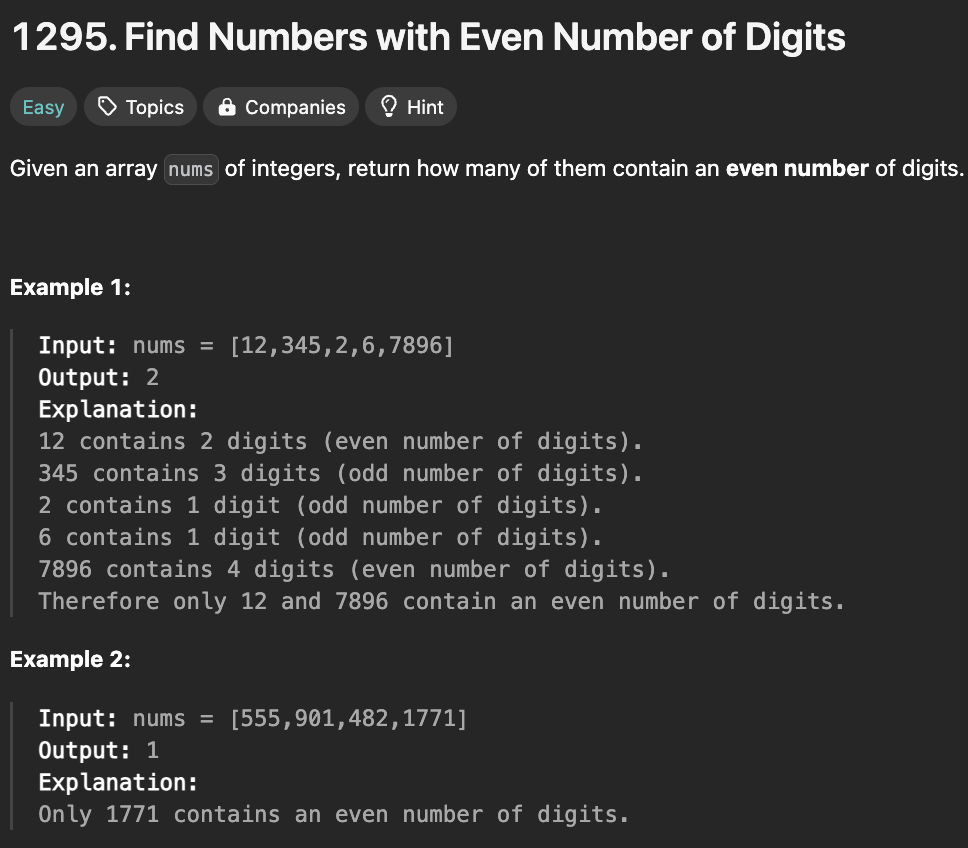 1295. Find Numbers with Even Number of Digits
Easy Topics Companies Hint
Given an array nums of integers, return how many of them contain an even number of digits.
Example 1:
Input: nums = [12,345,2,6,7896]
Output: 2
Explanation:
12 contains 2 digits (even number of digits).
345 contains 3 digits (odd number of digits).
2 contains 1 digit (odd number of digits).
6 contains 1 digit (odd number of digits).
7896 contains 4 digits (even number of digits).
Therefore only 12 and 7896 contain an even number of digits.
Example 2:
Input: nums = [555,901,482,1771]
Output: 1
Explanation:
Only 1771 contains an even number of digits.